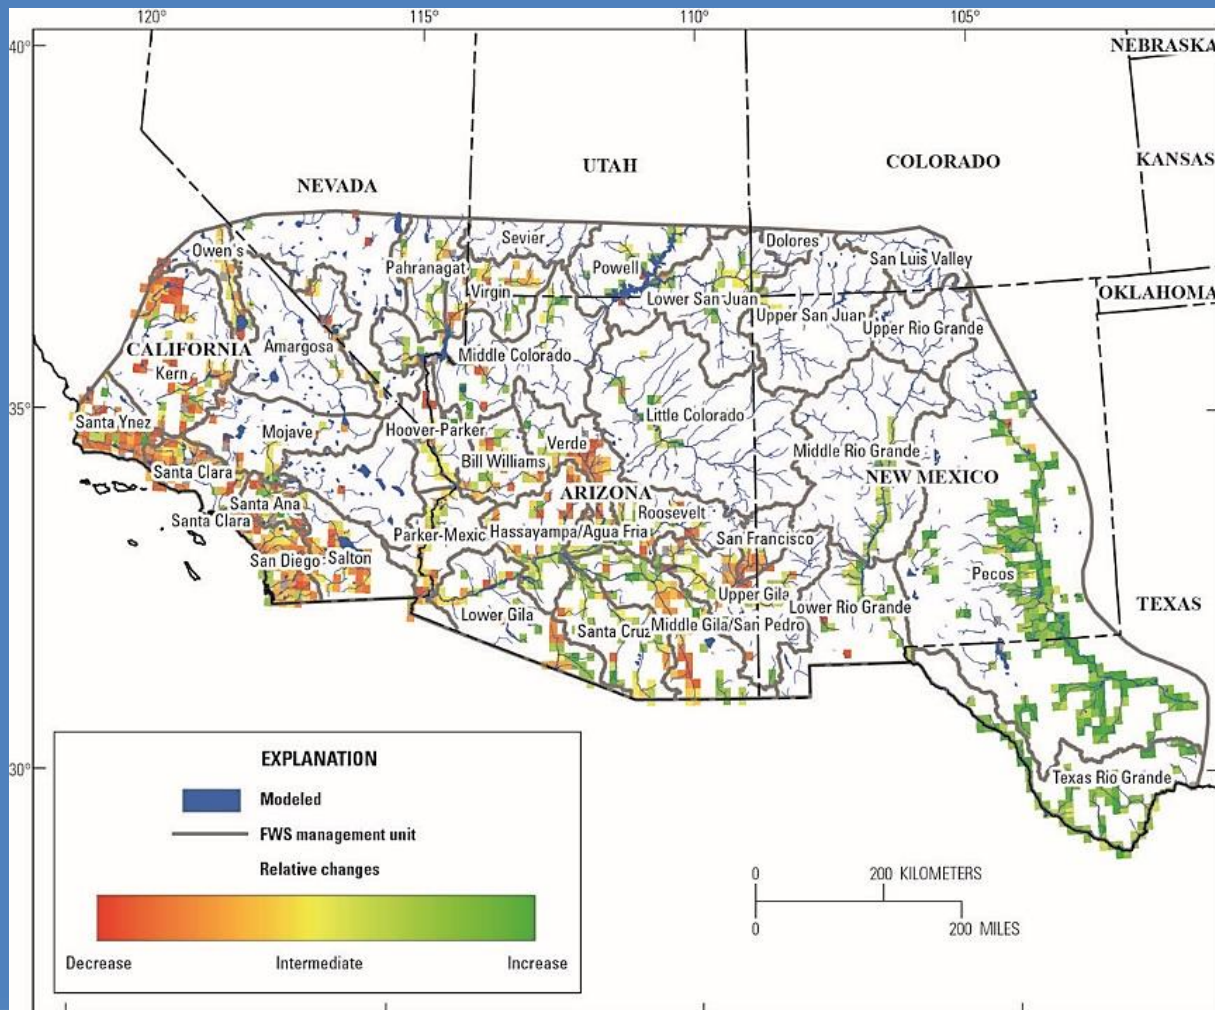 120°
115°
110°
105°
40°
NEBRASKA
KANSAS
COLORADO
UTAH
NEVADA
Owen's
Sevier
Dolores
San Luis Valley
Pahranagat
Powell
Virgin
Lower San Juan
OKLAHOMA
Upper San Juan
Upper Rio Grande
CALIFORNIA
Amargosa
Middle Colorado
Kern
35°
Santa Ynez
Mojave
Hoover-Parker
Little Colorado
Verde
Middle Rio Grande
Santa Clara
Bill Williams
NEW MEXICO
ARIZONA
Santa Ana
Roosevelt
Santa Clara
Parker-Mexic
Hassayampa/Agua Fria
San Francisco
San Diego
Salton
Pecos
Upper Gila
TEXAS
Lower Gila
Lower Rio Grande
Santa Cruz
Middle Gila/San Pedro
30°
Texas Rio Grande
EXPLANATION
Modeled
FWS management unit
Relative changes
Decrease
Intermediate
Increase
0
200 KILOMETERS
0
200 MILES